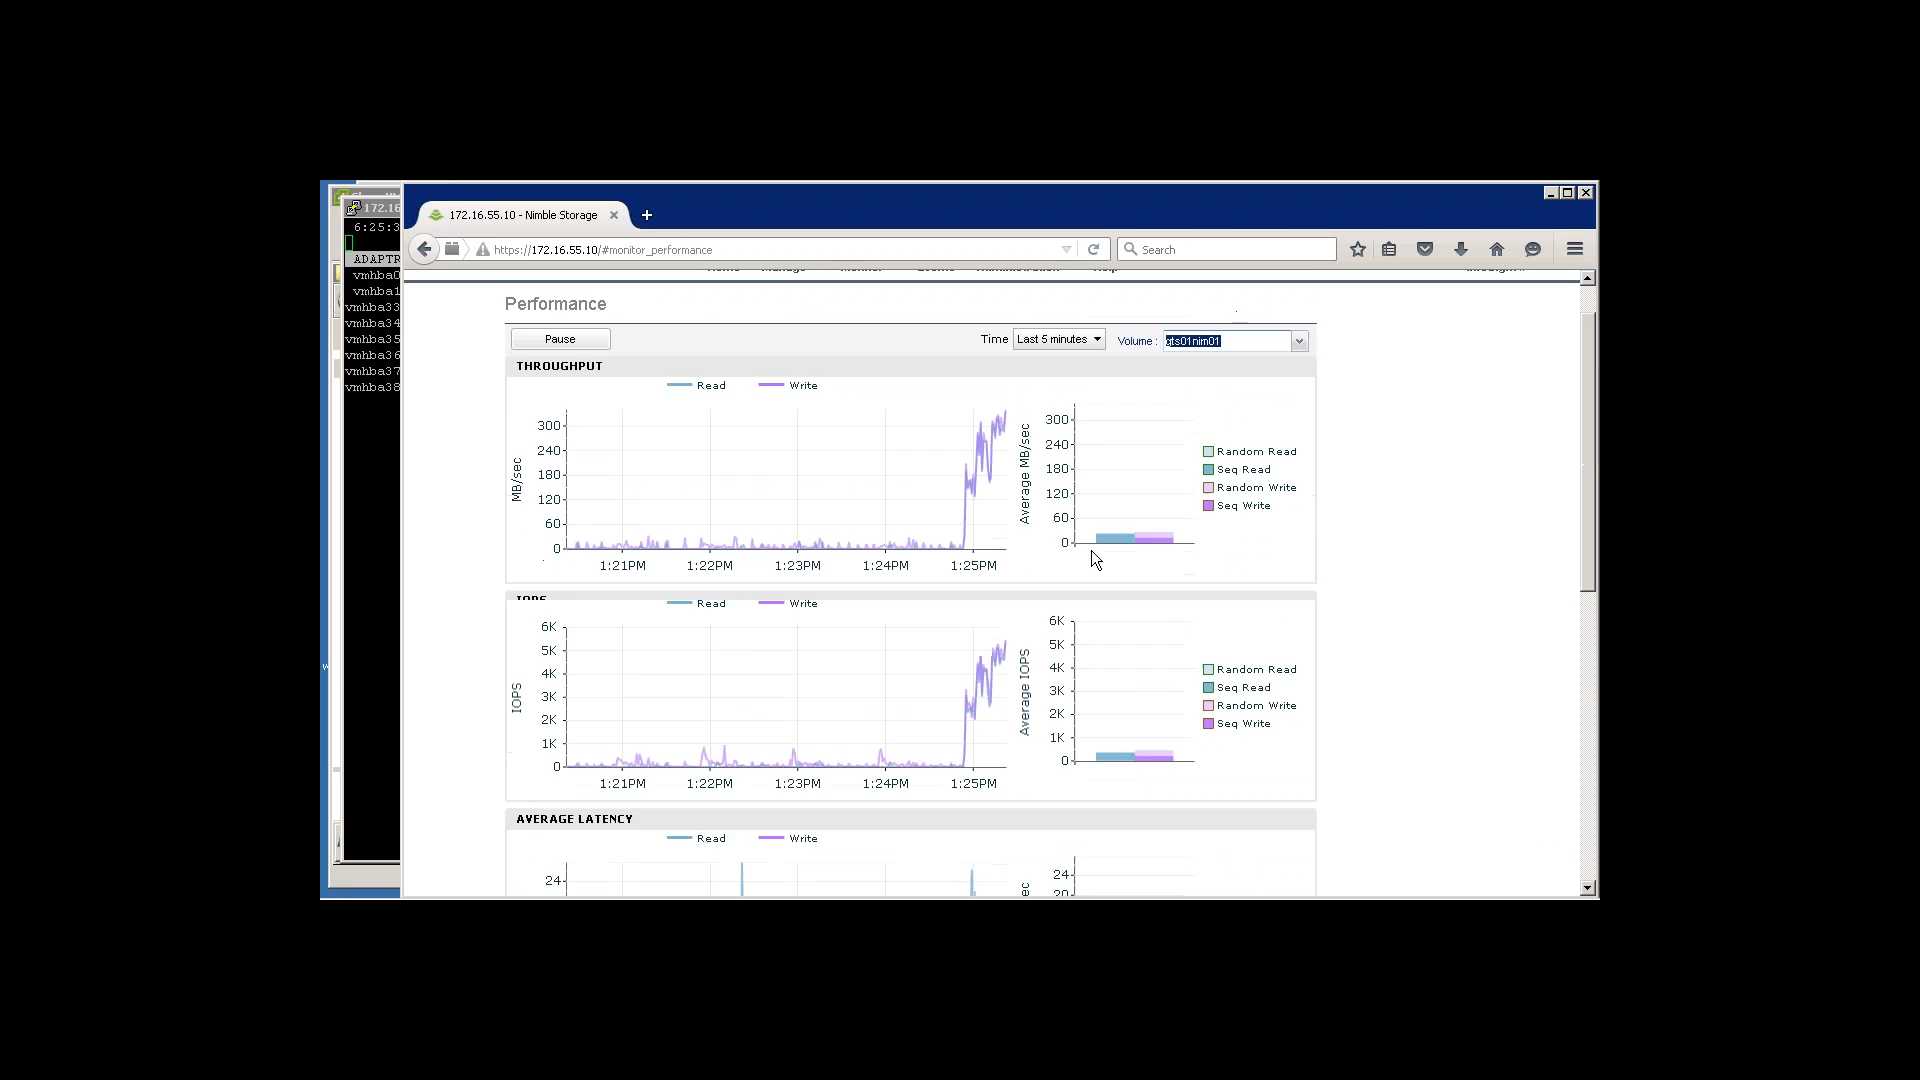 172.16.55.10 - Nimble Storage
172.16
https://172.16.55.10/#monitor_performance
Search
6:25:3
ADAPTR
vmhba0
vmhba1
vmhba33
vmhba34
vmhba35
vmhba36
vmhba37
vmhba38
Performance
Pause
Time Last 5 minutes Volume : gts01nim01
THROUGHPUT
Read Write
MB/sec
300
240
180
120
60
0
1:21PM 1:22PM 1:23PM 1:24PM 1:25PM
Average MB/sec
300
240
180
120
60
0
Random Read
Seq Read
Random Write
Seq Write
IOPS
Read Write
IOPS
6K
5K
4K
3K
2K
1K
0
1:21PM 1:22PM 1:23PM 1:24PM 1:25PM
Average IOPS
6K
5K
4K
3K
2K
1K
0
Random Read
Seq Read
Random Write
Seq Write
AVERAGE LATENCY
Read Write
24
24
20